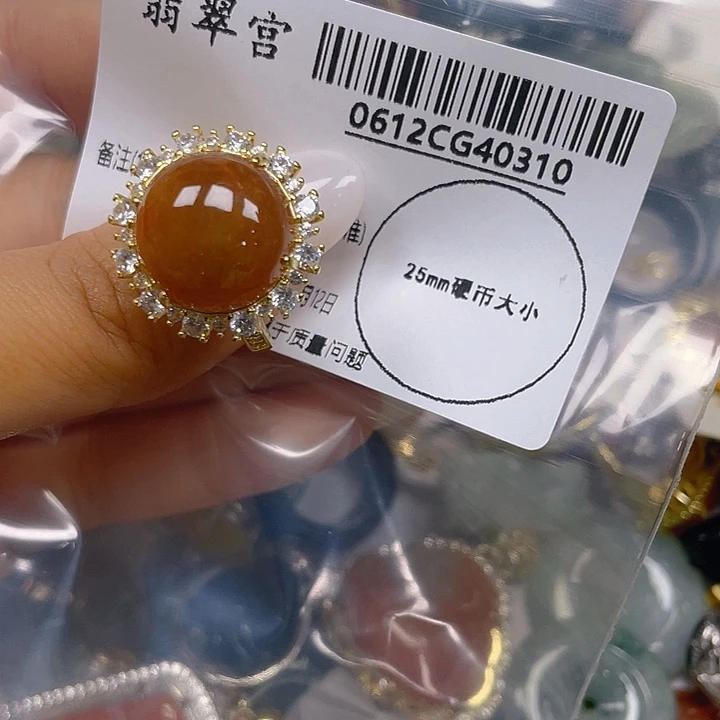 翡翠宫
0612CG40310
备注
准)
25mm硬币大小
月12日
于质量问题